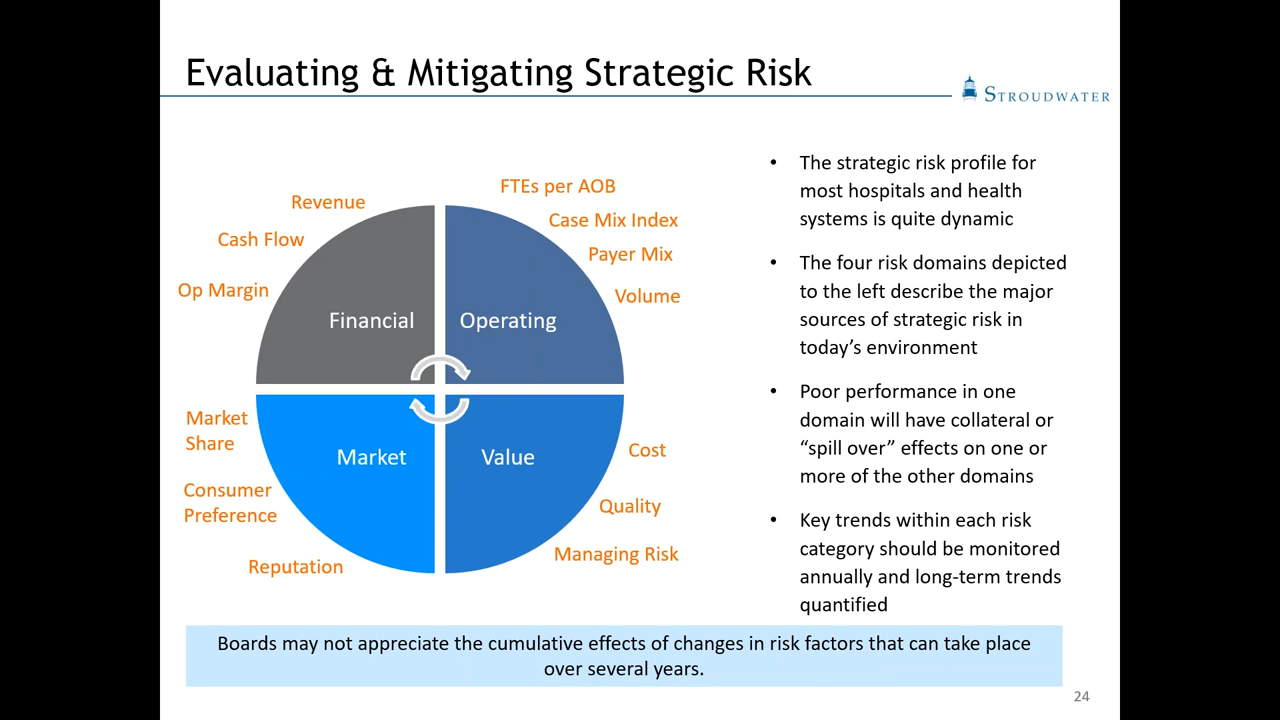 Evaluating & Mitigating Strategic Risk
STROUDWATER
Revenue
Cash Flow
Op Margin
FTEs per AOB
Case Mix Index
Payer Mix
Volume
Financial
Operating
Market
Share
Consumer
Preference
Reputation
Market
Value
Cost
Quality
Managing Risk
• The strategic risk profile for
most hospitals and health
systems is quite dynamic
• The four risk domains depicted
to the left describe the major
sources of strategic risk in
today’s environment
• Poor performance in one
domain will have collateral or
“spill over” effects on one or
more of the other domains
• Key trends within each risk
category should be monitored
annually and long-term trends
quantified
Boards may not appreciate the cumulative effects of changes in risk factors that can take place
over several years.
24